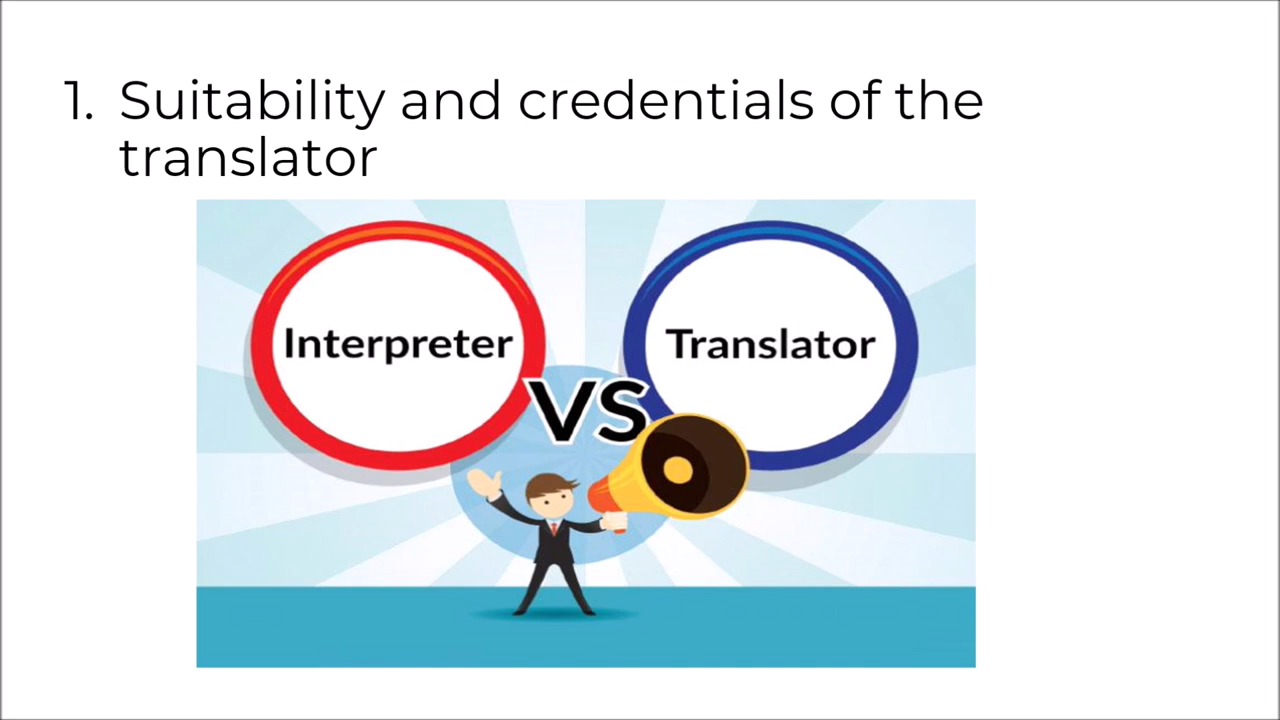 1. Suitability and credentials of the
translator
Interpreter
Translator
VS